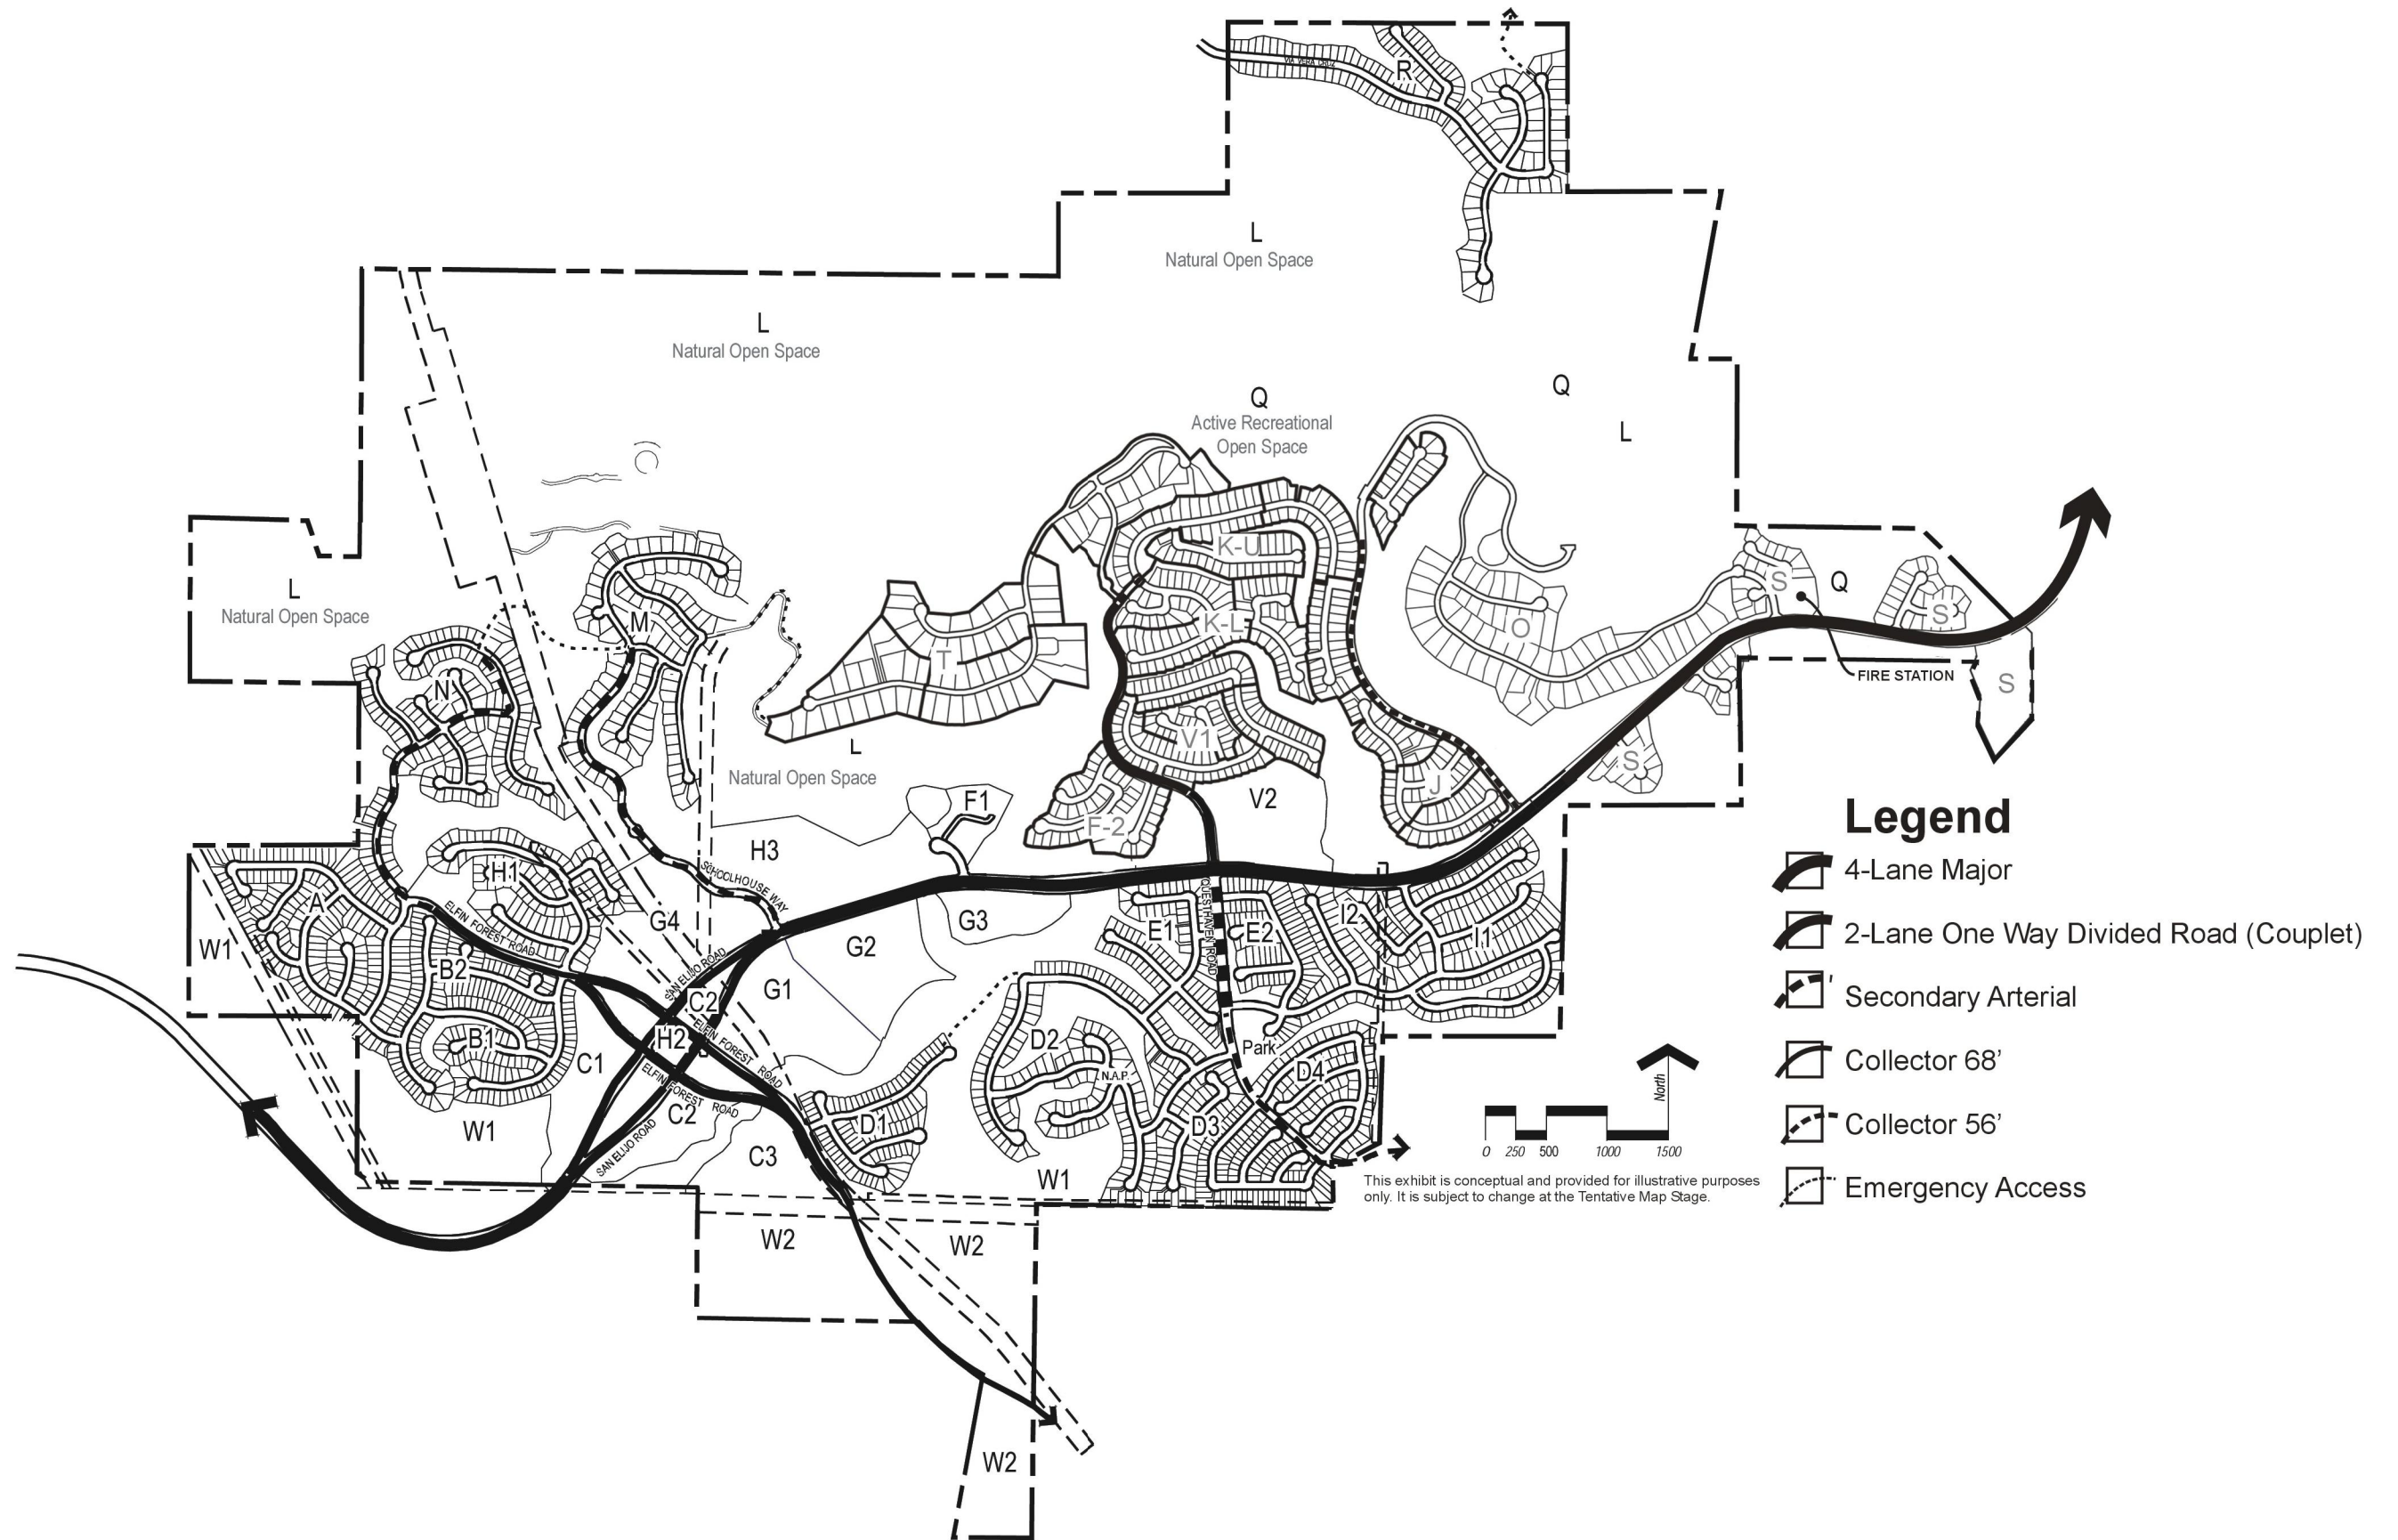 VIA VERA CRUZ
R
L
Natural Open Space
L
Natural Open Space
Q
Active Recreational
Open Space
Q
L
L
Natural Open Space
K-U
K-L
M
N
T
O
S
Q
S
FIRE STATION
S
L
Natural Open Space
V1
J
S
F1
F-2
V2
H3
SCHOOLHOUSE WAY
H1
A
ELFIN FOREST ROAD
W1
B2
G4
SAN ELIJO ROAD
G2
G3
E1
QUESTHAVEN ROAD
E2
I2
I1
C2
G1
B1
C1
H2
ELFIN FOREST ROAD
D2
N.A.P.
Park
D4
ELFIN FOREST ROAD
C2
SAN ELIJO ROAD
D1
D3
W1
C3
W1
W2
W2
W2
North
0 250 500 1000 1500
This exhibit is conceptual and provided for illustrative purposes
only. It is subject to change at the Tentative Map Stage.
Legend
4-Lane Major
2-Lane One Way Divided Road (Couplet)
Secondary Arterial
Collector 68’
Collector 56’
Emergency Access